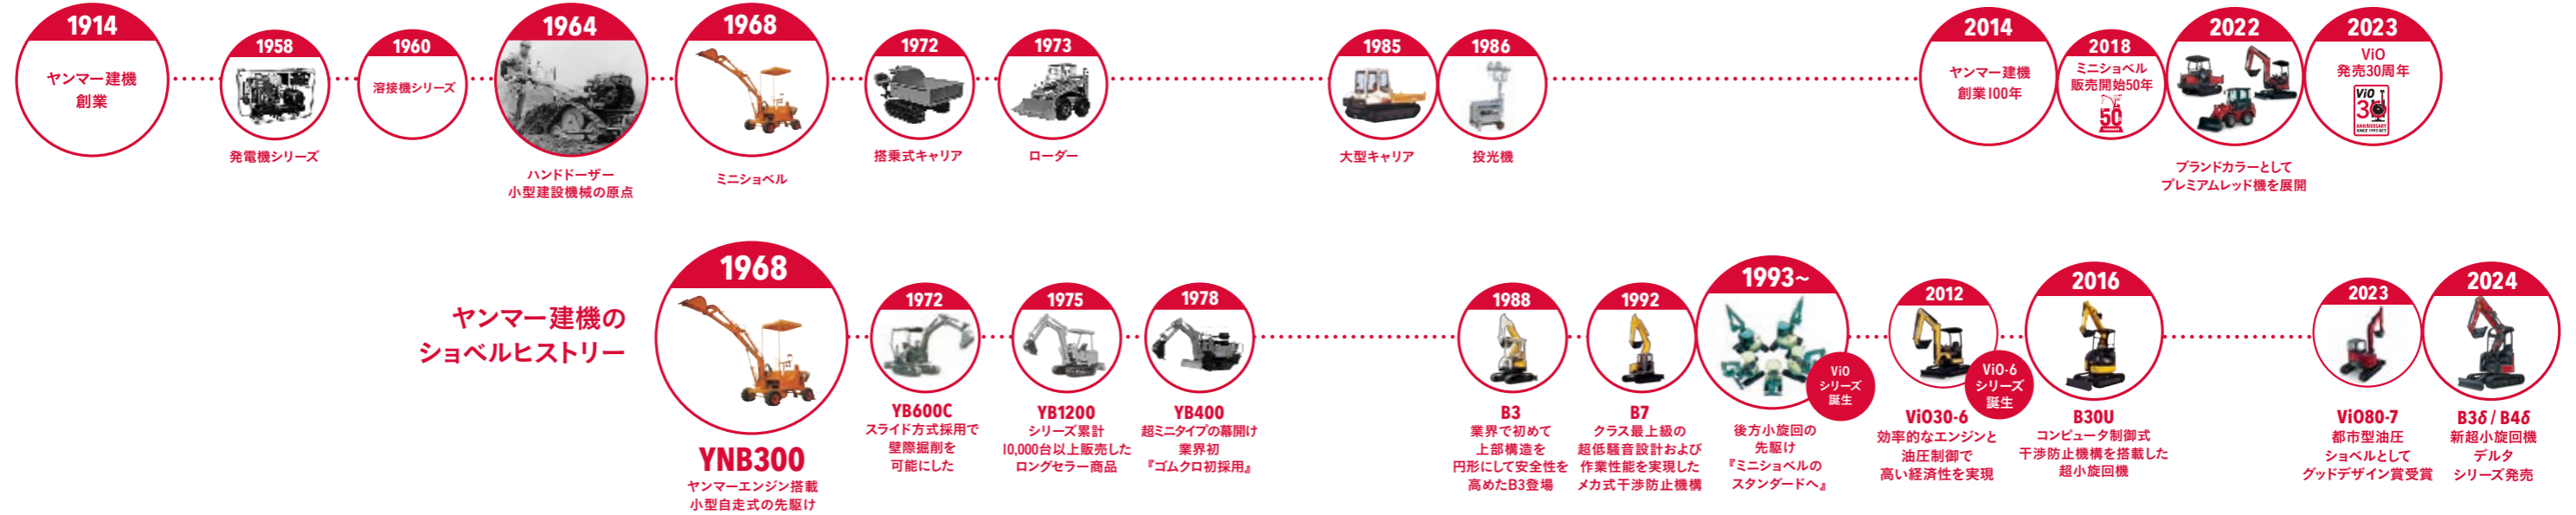 1914
ヤンマー建機
創業
1958
発電機シリーズ
1960
溶接機シリーズ
1964
ハンドドーザー
小型建設機械の原点
1968
ミニショベル
1972
搭乗式キャリア
1973
ローダー
1985
大型キャリア
1986
投光機
2014
ヤンマー建機
創業100年
2018
ミニショベル
販売開始50年
50
2022
ブランドカラーとして
プレミアムレッド機を展開
2023
ViO
発売30周年
ViO
30
ANNIVERSARY
SINCE 1993 OCT
ヤンマー建機の
ショベルヒストリー
1968
YNB300
ヤンマーエンジン搭載
小型自走式の先駆け
1972
YB600C
スライド方式採用で
壁際掘削を
可能にした
1975
YB1200
シリーズ累計
10,000台以上販売した
ロングセラー商品
1978
YB400
超ミニタイプの幕開け
業界初
『ゴムクロ初採用』
1988
B3
業界で初めて
上部構造を
円形にして安全性を
高めたB3登場
1992
B7
クラス最上級の
超低騒音設計および
作業性能を実現した
メカ式干渉防止機構
1993~
ViO
シリーズ
誕生
後方小旋回の
先駆け
『ミニショベルの
スタンダードへ』
2012
ViO-6
シリーズ
誕生
ViO30-6
効率的なエンジンと
油圧制御で
高い経済性を実現
2016
B30U
コンピュータ制御式
干渉防止機構を搭載した
超小旋回機
2023
ViO80-7
都市型油圧
ショベルとして
グッドデザイン賞受賞
2024
B3δ / B4δ
新超小旋回機
デルタ
シリーズ発売